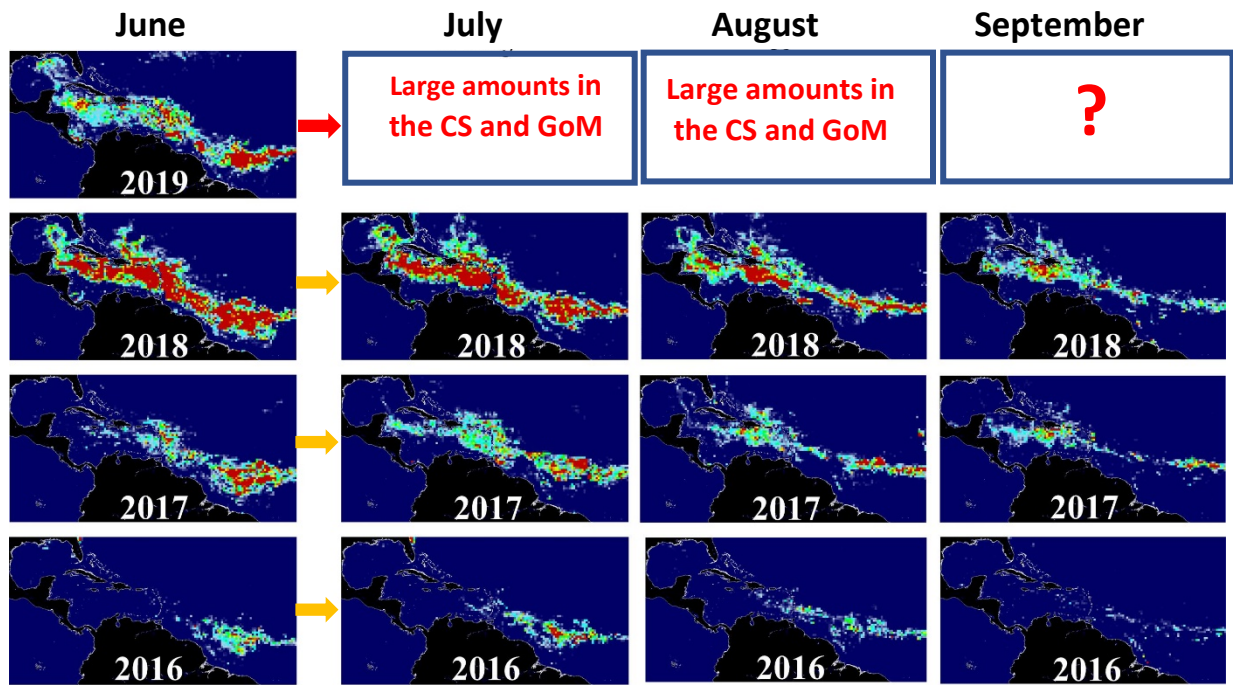 June July August September
Large amounts in
the CS and GoM
Large amounts in
the CS and GoM
?
2019
2018 2018 2018 2018
2017 2017 2017 2017
2016 2016 2016 2016